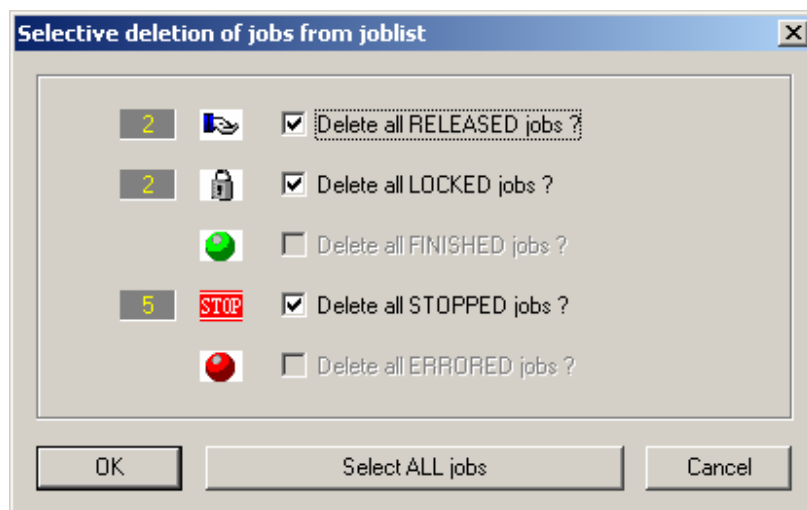 Selective deletion of jobs from joblist
2 Delete all RELEASED jobs ?
2 Delete all LOCKED jobs ?
Delete all FINISHED jobs ?
5 STOP Delete all STOPPED jobs ?
Delete all ERRORED jobs ?
OK Select ALL jobs Cancel